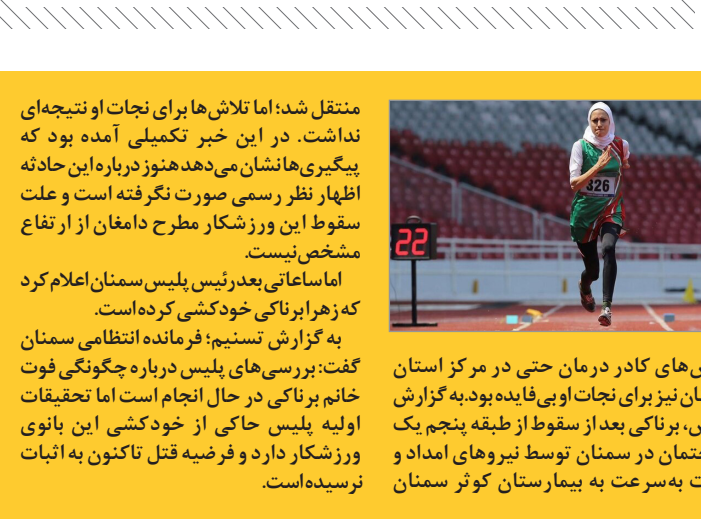 326
22
کادر درمان حتی در مرکز استان
نیز برای نجات او بی‌فایده بود. به گزارش
برناکی بعد از سقوط از طبقه پنجم یک
در سمنان توسط نیروهای امداد و
به‌سرعت به بیمارستان کوثر سمنان
منتقل شد؛ اما تلاش‌ها برای نجات او نتیجه‌ای
نداشت. در این خبر تکمیلی آمده بود که
پیگیری‌ها نشان می‌دهد هنوز درباره این حادثه
اظهار نظر رسمی صورت نگرفته است و علت
سقوط این ورزشکار مطرح دامغان از ارتفاع
مشخص نیست.
اما ساعاتی بعد رئیس پلیس سمنان اعلام کرد
که زهرا برناکی خودکشی کرده است.
به گزارش تسنیم؛ فرمانده انتظامی سمنان
گفت: بررسی‌های پلیس درباره چگونگی فوت
خانم برناکی در حال انجام است اما تحقیقات
اولیه پلیس حاکی از خودکشی این بانوی
ورزشکار دارد و فرضیه قتل تاکنون به اثبات
نرسیده است.